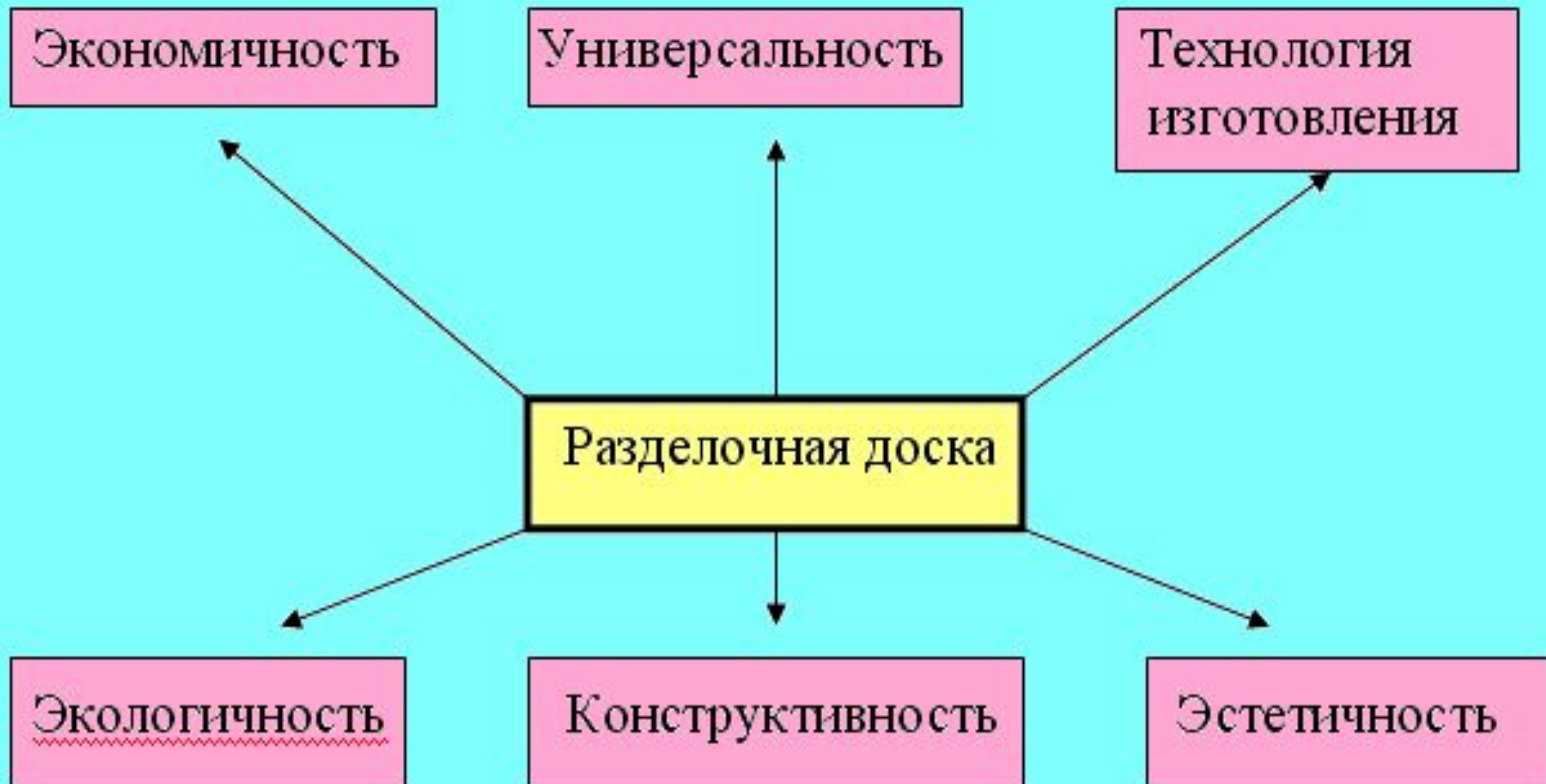 Экономичность
Универсальность
Технология
изготовления
Разделочная доска
Экологичность
Конструктивность
Эстетичность